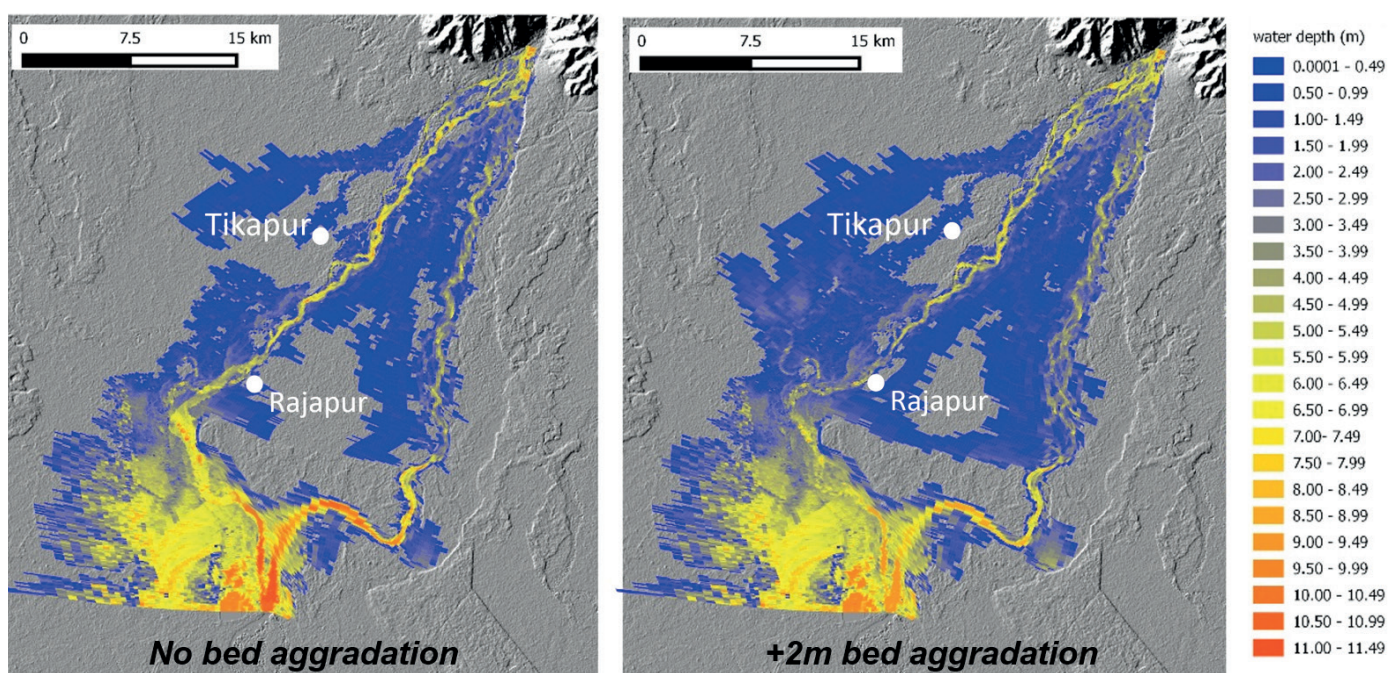 0 7.5 15 km
Tikapur
Rajapur
No bed aggradation
0 7.5 15 km
Tikapur
Rajapur
+2m bed aggradation
water depth (m)
0.0001 - 0.49
0.50 - 0.99
1.00- 1.49
1.50 - 1.99
2.00 - 2.49
2.50 - 2.99
3.00 - 3.49
3.50 - 3.99
4.00 - 4.49
4.50 - 4.99
5.00 - 5.49
5.50 - 5.99
6.00 - 6.49
6.50 - 6.99
7.00- 7.49
7.50 - 7.99
8.00 - 8.49
8.50 - 8.99
9.00 - 9.49
9.50 - 9.99
10.00 - 10.49
10.50 - 10.99
11.00 - 11.49